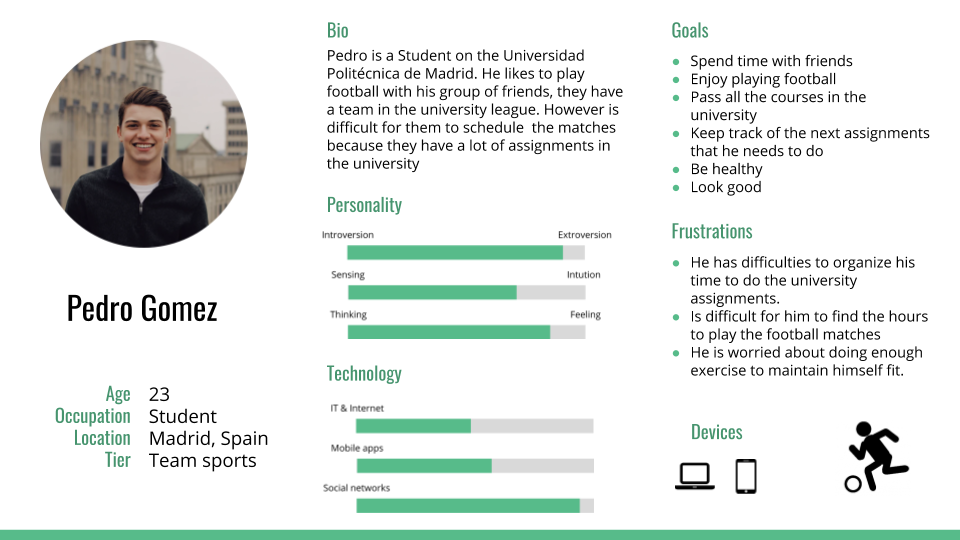 Pedro Gomez
Age 23
Occupation Student
Location Madrid, Spain
Tier Team sports
Bio
Pedro is a Student on the Universidad
Politécnica de Madrid. He likes to play
football with his group of friends, they have
a team in the university league. However is
difficult for them to schedule  the matches
because they have a lot of assignments in
the university
Personality
Introversion Extroversion
Sensing Intution
Thinking Feeling
Technology
IT & Internet
Mobile apps
Social networks
Goals
● Spend time with friends
● Enjoy playing football
● Pass all the courses in the
university
● Keep track of the next assignments
that he needs to do
● Be healthy
● Look good
Frustrations
● He has difficulties to organize his
time to do the university
assignments.
● Is difficult for him to find the hours
to play the football matches
● He is worried about doing enough
exercise to maintain himself fit.
Devices